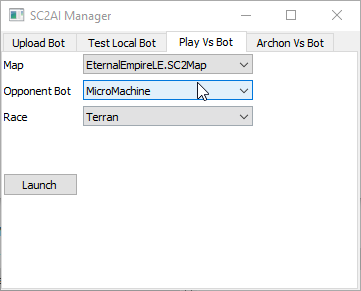 SC2AI Manager
Upload Bot Test Local Bot Play Vs Bot Archon Vs Bot
Map EternalEmpireLE.SC2Map
Opponent Bot MicroMachine
Race Terran
Launch